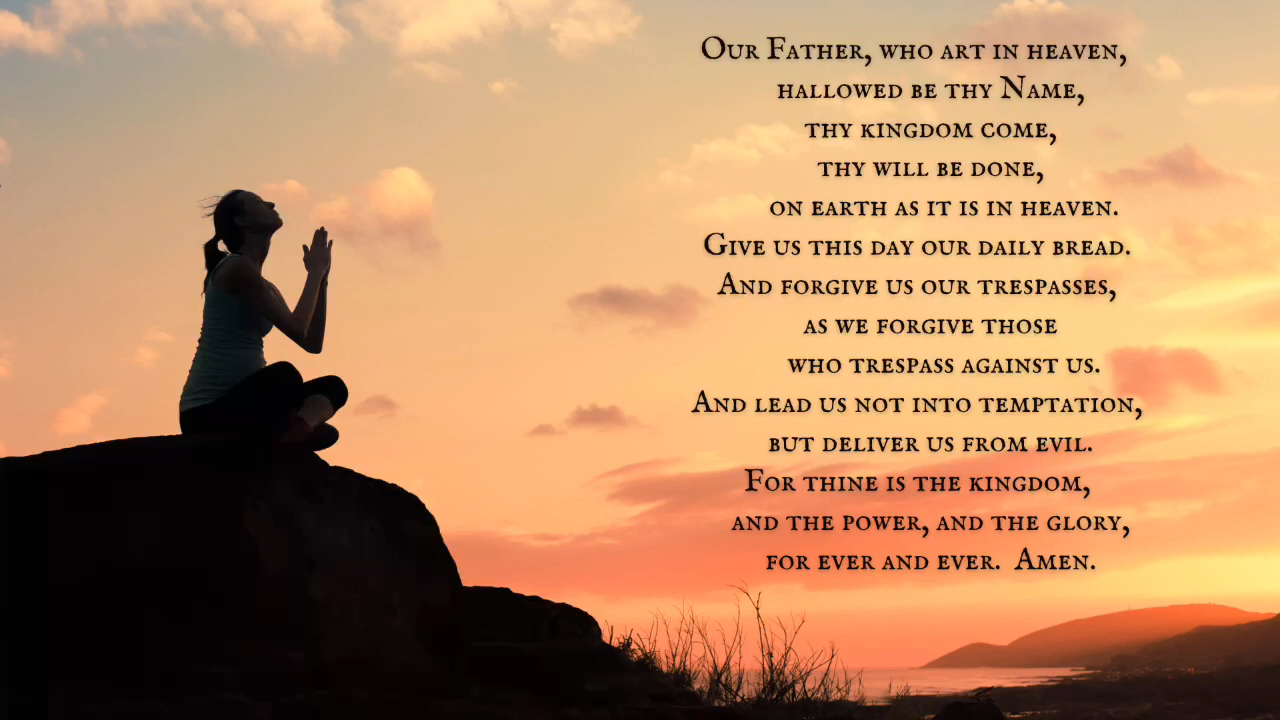 Our Father, who art in heaven,
hallowed be thy Name,
thy kingdom come,
thy will be done,
on earth as it is in heaven.
Give us this day our daily bread.
And forgive us our trespasses,
as we forgive those
who trespass against us.
And lead us not into temptation,
but deliver us from evil.
For thine is the kingdom,
and the power, and the glory,
for ever and ever. Amen.